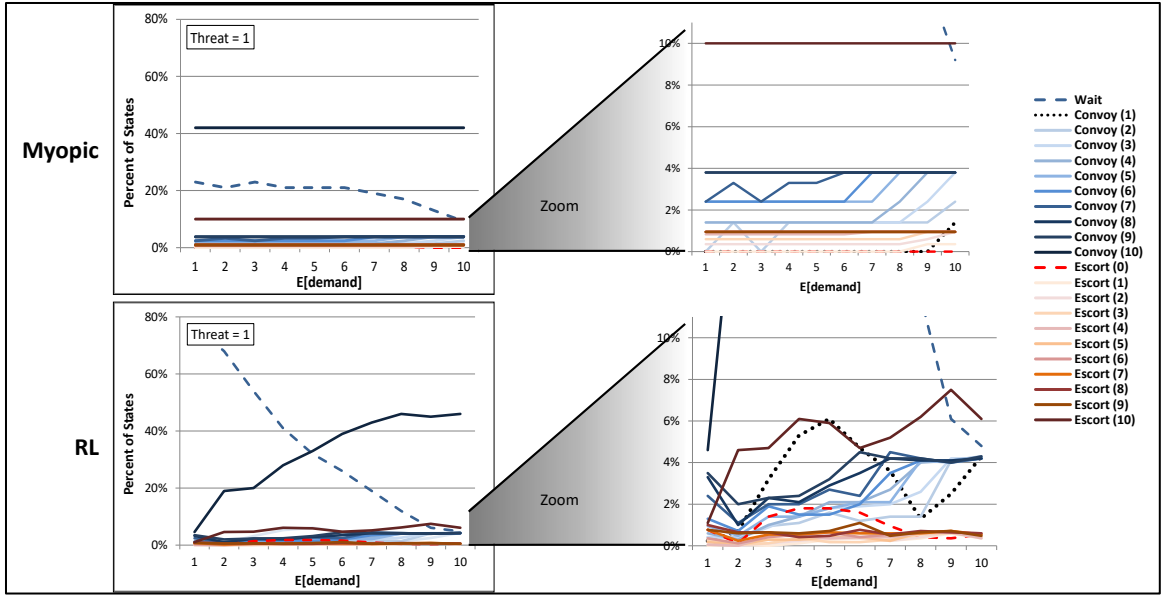 Myopic
Percent of States
80%
60%
40%
20%
0%
Threat = 1
1 2 3 4 5 6 7 8 9 10
E[demand]
Zoom
10%
8%
6%
4%
2%
0%
1 2 3 4 5 6 7 8 9 10
E[demand]
RL
Percent of States
80%
60%
40%
20%
0%
Threat = 1
1 2 3 4 5 6 7 8 9 10
E[demand]
Zoom
10%
8%
6%
4%
2%
0%
1 2 3 4 5 6 7 8 9 10
E[demand]
Wait
Convoy (1)
Convoy (2)
Convoy (3)
Convoy (4)
Convoy (5)
Convoy (6)
Convoy (7)
Convoy (8)
Convoy (9)
Convoy (10)
Escort (0)
Escort (1)
Escort (2)
Escort (3)
Escort (4)
Escort (5)
Escort (6)
Escort (7)
Escort (8)
Escort (9)
Escort (10)